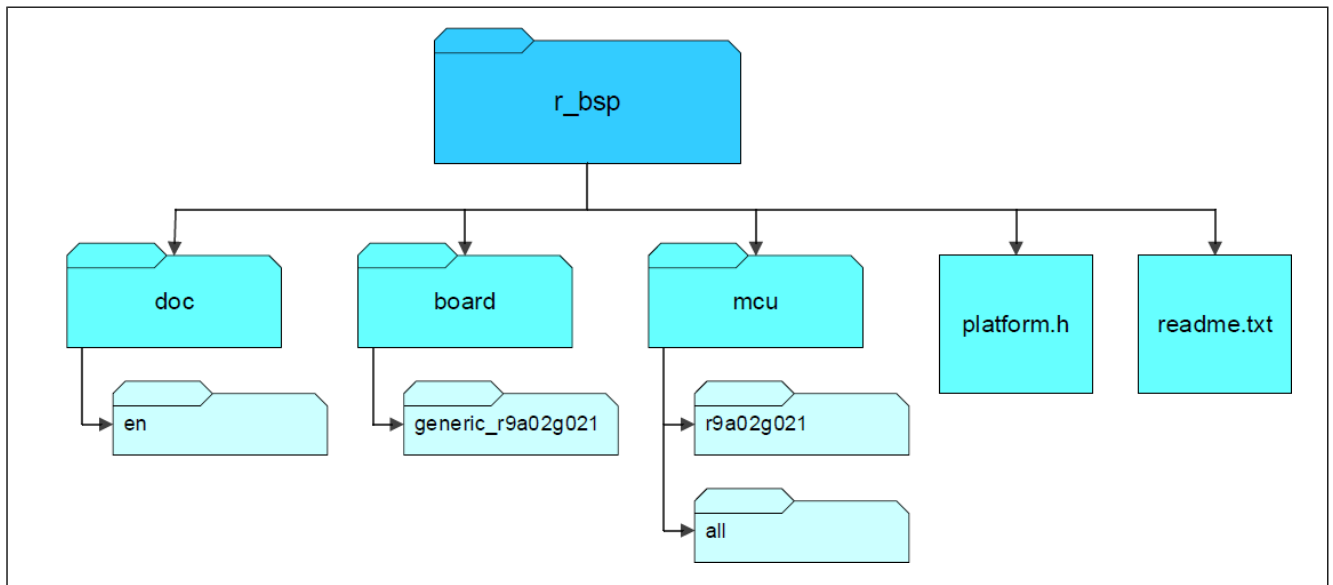 r_bsp
doc
board
mcu
platform.h
readme.txt
en
generic_r9a02g021
r9a02g021
all